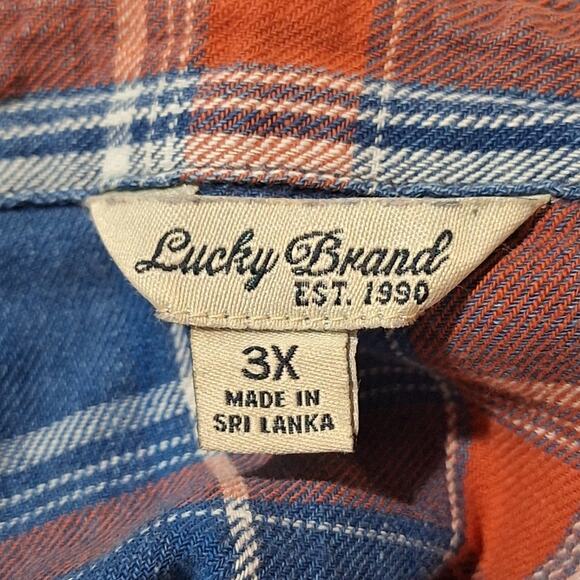 Lucky Brand
EST. 1990
3X
MADE IN
SRI LANKA